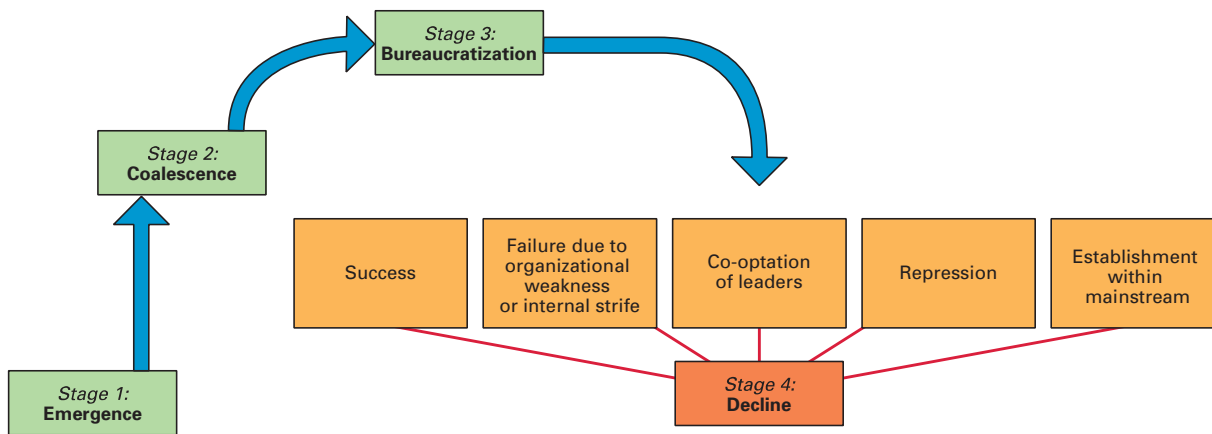 Stage 3:
Bureaucratization
Stage 2:
Coalescence
Success
Failure due to
organizational
weakness
or internal strife
Co-optation
of leaders
Repression
Establishment
within
mainstream
Stage 1:
Emergence
Stage 4:
Decline